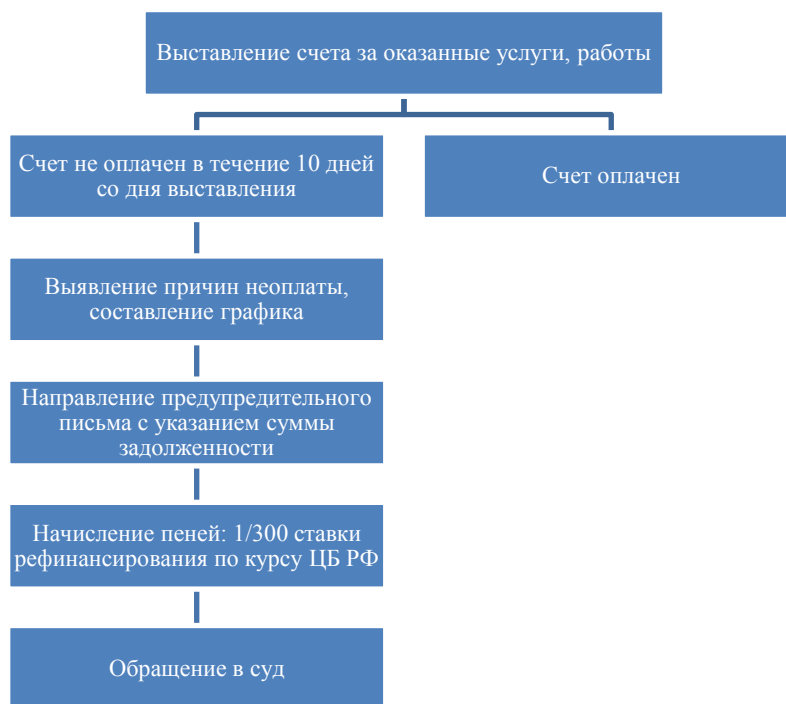 Выставление счета за оказанные услуги, работы
Счет не оплачен в течение 10 дней
со дня выставления
Счет оплачен
Выявление причин неоплаты,
составление графика
Направление предупредительного
письма с указанием суммы
задолженности
Начисление пеней: 1/300 ставки
рефинансирования по курсу ЦБ РФ
Обращение в суд